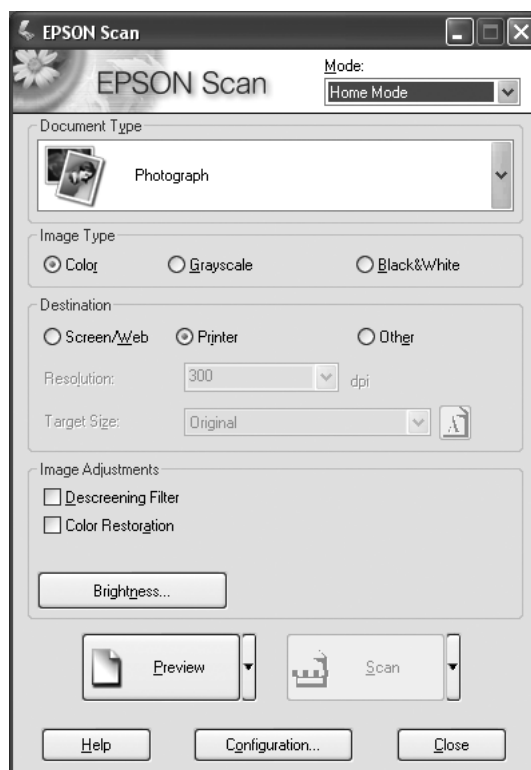 EPSON Scan
EPSON Scan
Mode:
Home Mode
Document Type
Photograph
Image Type
Color Grayscale Black&White
Destination
Screen/Web Printer Other
Resolution: 300 dpi
Target Size: Original
A
Image Adjustments
Descreening Filter
Color Restoration
Brightness...
Preview Scan
Help Configuration... Close